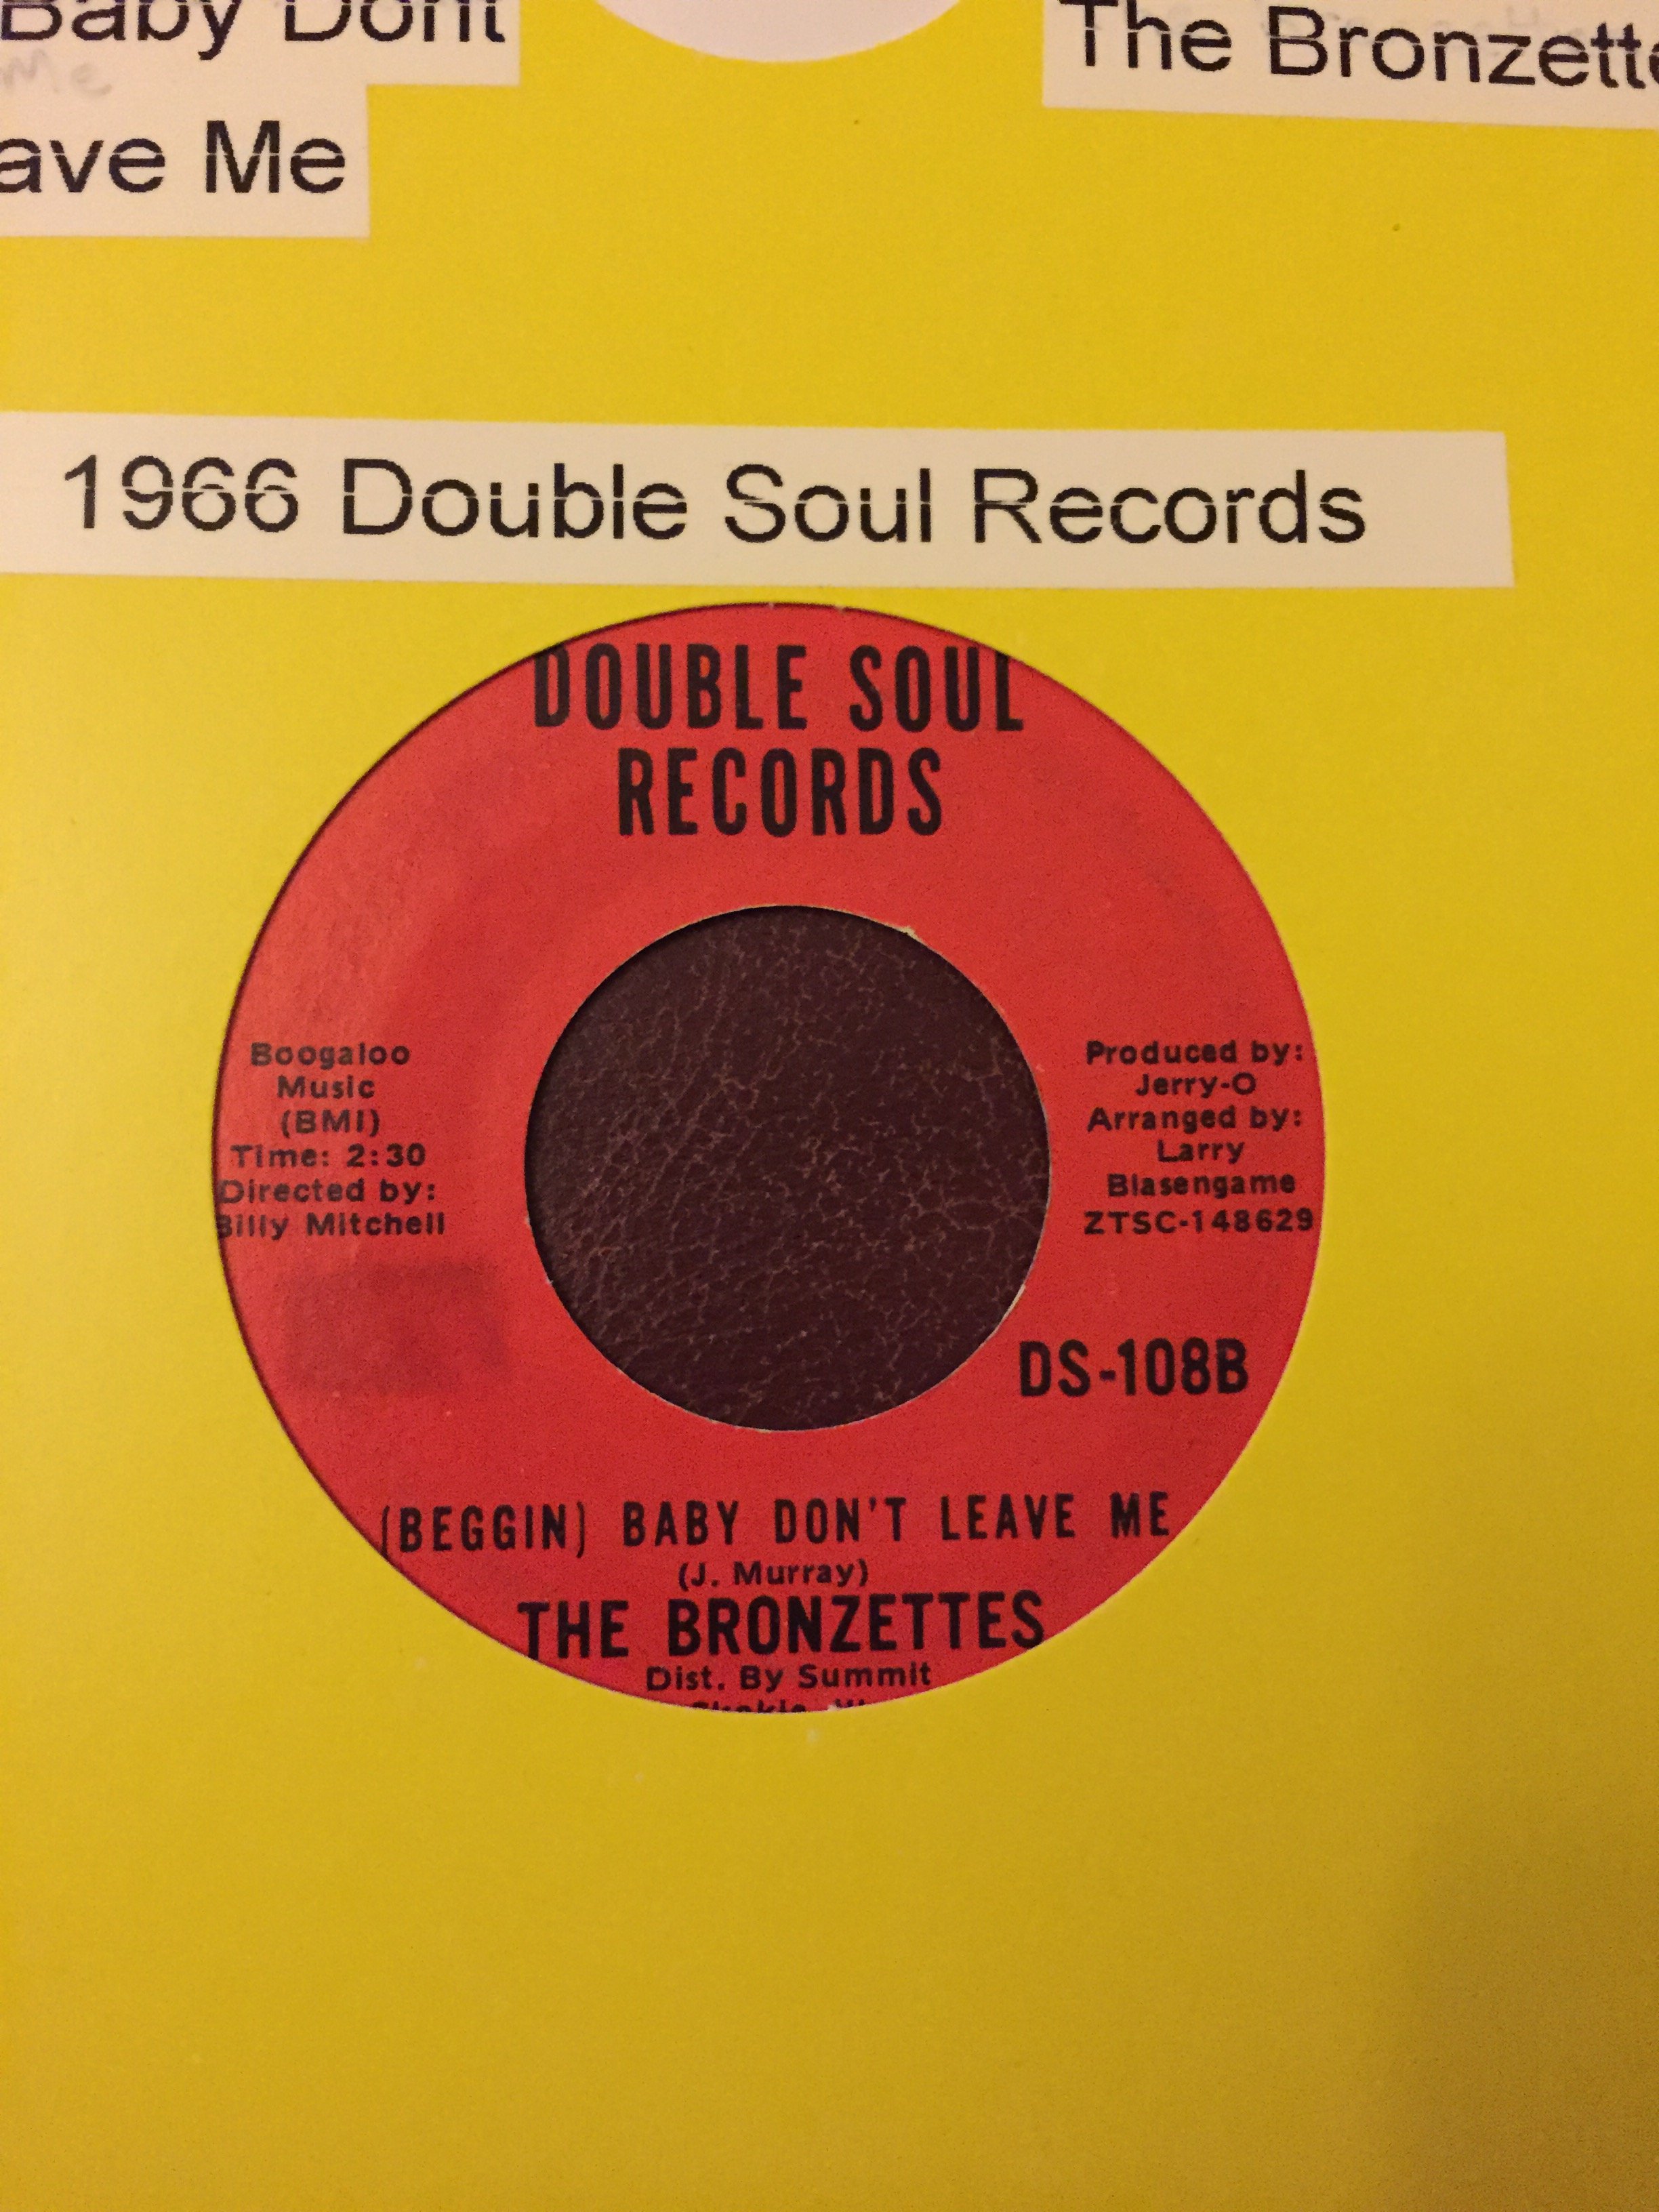 Baby Dont
The Bronzette
ave Me
1966 Double Soul Records
DOUBLE SOUL
RECORDS
Boogaloo
Music
(BMI)
Time: 2:30
Directed by:
Billy Mitchell
Produced by:
Jerry-O
Arranged by:
Larry
Blasengame
ZTSC-148629
DS-108B
(BEGGIN) BABY DON'T LEAVE ME
(J. Murray)
THE BRONZETTES
Dist. By Summit